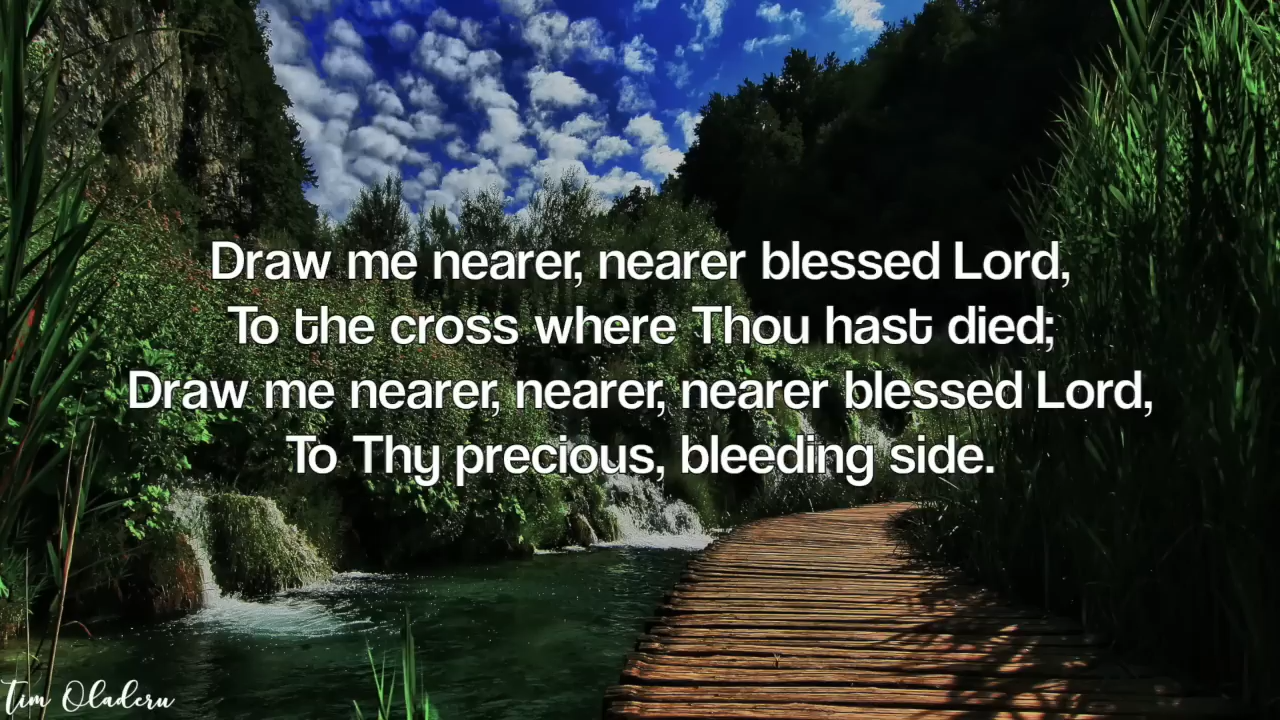 Draw me nearer, nearer blessed Lord,
To the cross where Thou hast died;
Draw me nearer, nearer, nearer blessed Lord,
To Thy precious, bleeding side.
Tim Oladeru